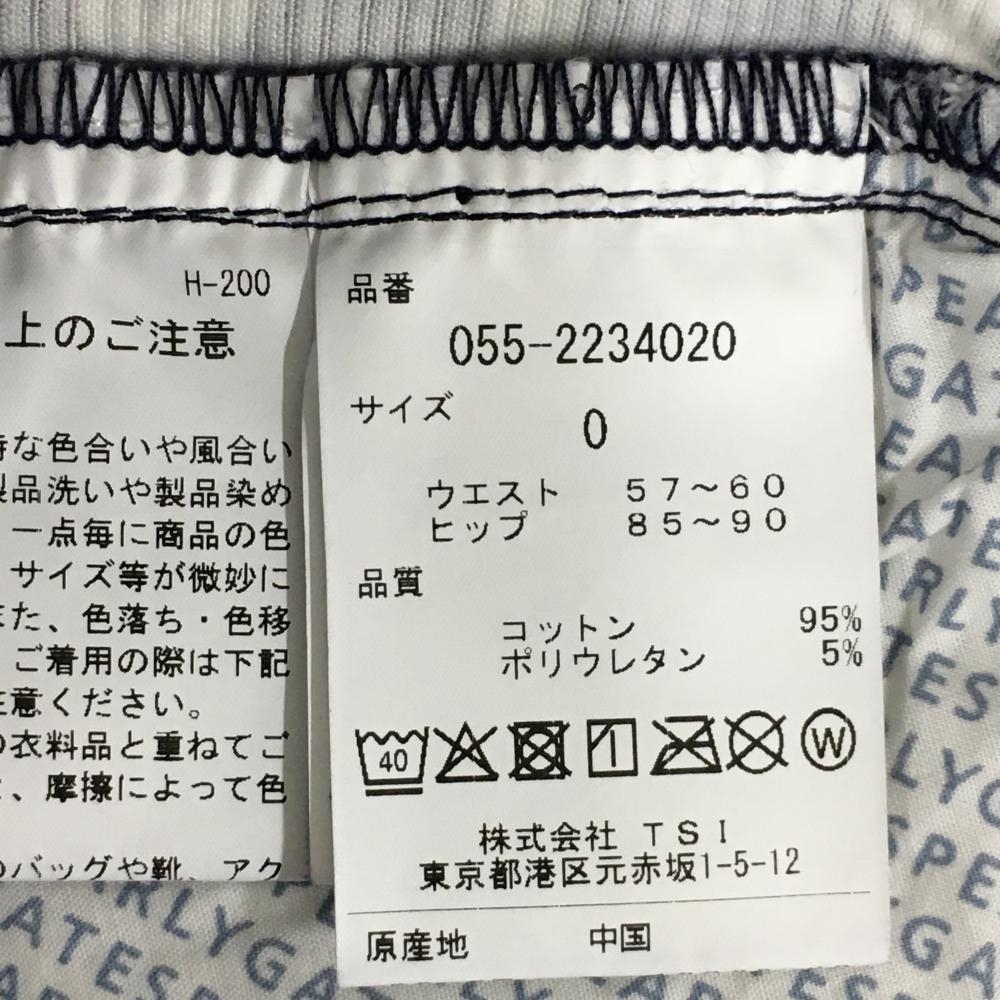 H-200
上のご注意
な色合いや風合い
製品洗いや製品染め
一点毎に商品の色
サイズ等が微妙に
また、色落ち・色移
ご着用の際は下記
注意ください。
の衣料品と重ねてご
、摩擦によって色
のバッグや靴、アク
品番
055-2234020
サイズ
0
ウエスト 57～60
ヒップ 85～90
品質
コットン 95%
ポリウレタン 5%
40
W
株式会社 TSI
東京都港区元赤坂1-5-12
原産地 中国